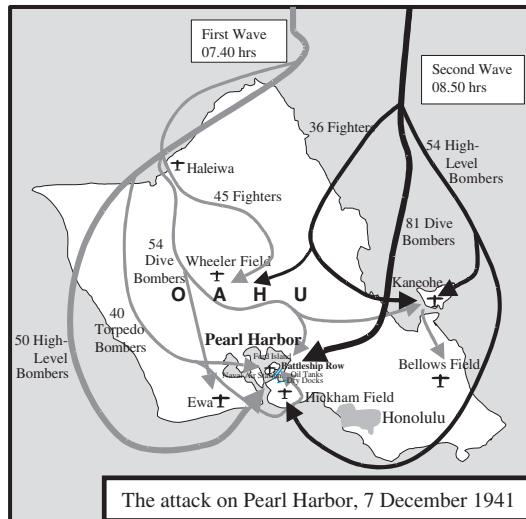 First Wave
07.40 hrs
Second Wave
08.50 hrs
36 Fighters
54 High-
Level
Bombers
Haleiwa
45 Fighters
81 Dive
Bombers
54
Dive
Bombers
Wheeler Field
Kaneohe
O A H U
40
Torpedo
Bombers
50 High-
Level
Bombers
Pearl Harbor
Ford Island
Battleship Row
Naval Air Station
Oil Tanks
Dry Docks
Bellows Field
Ewa
Hickham Field
Honolulu
The attack on Pearl Harbor, 7 December 1941